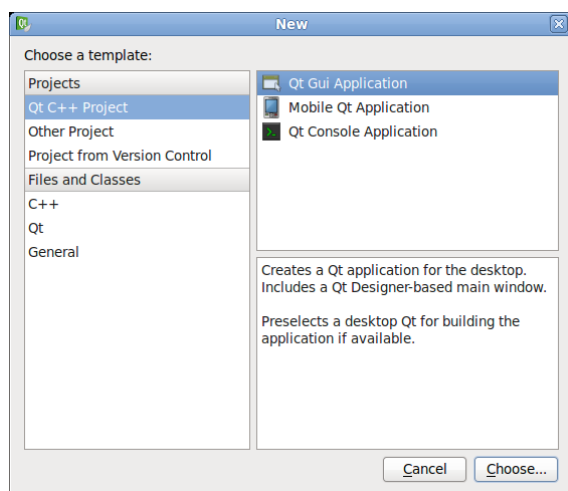 New
Choose a template:
Projects
Qt C++ Project
Other Project
Project from Version Control
Files and Classes
C++
Qt
General
Qt Gui Application
Mobile Qt Application
Qt Console Application
Creates a Qt application for the desktop.
Includes a Qt Designer-based main window.
Preselects a desktop Qt for building the
application if available.
Cancel
Choose...